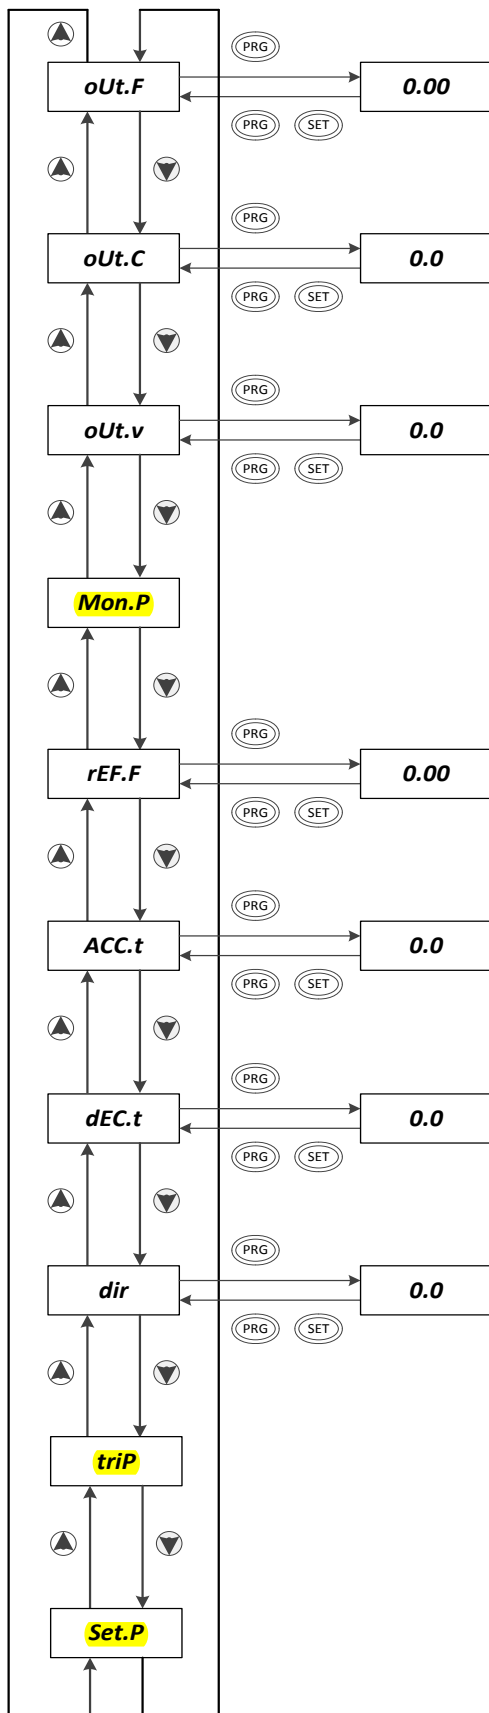 PRG
oUt.F 0.00
PRG SET
PRG
oUt.C 0.0
PRG SET
PRG
oUt.v 0.0
PRG SET
Mon.P
PRG
rEF.F 0.00
PRG SET
PRG
ACC.t 0.0
PRG SET
PRG
dEC.t 0.0
PRG SET
PRG
dir 0.0
PRG SET
triP
Set.P